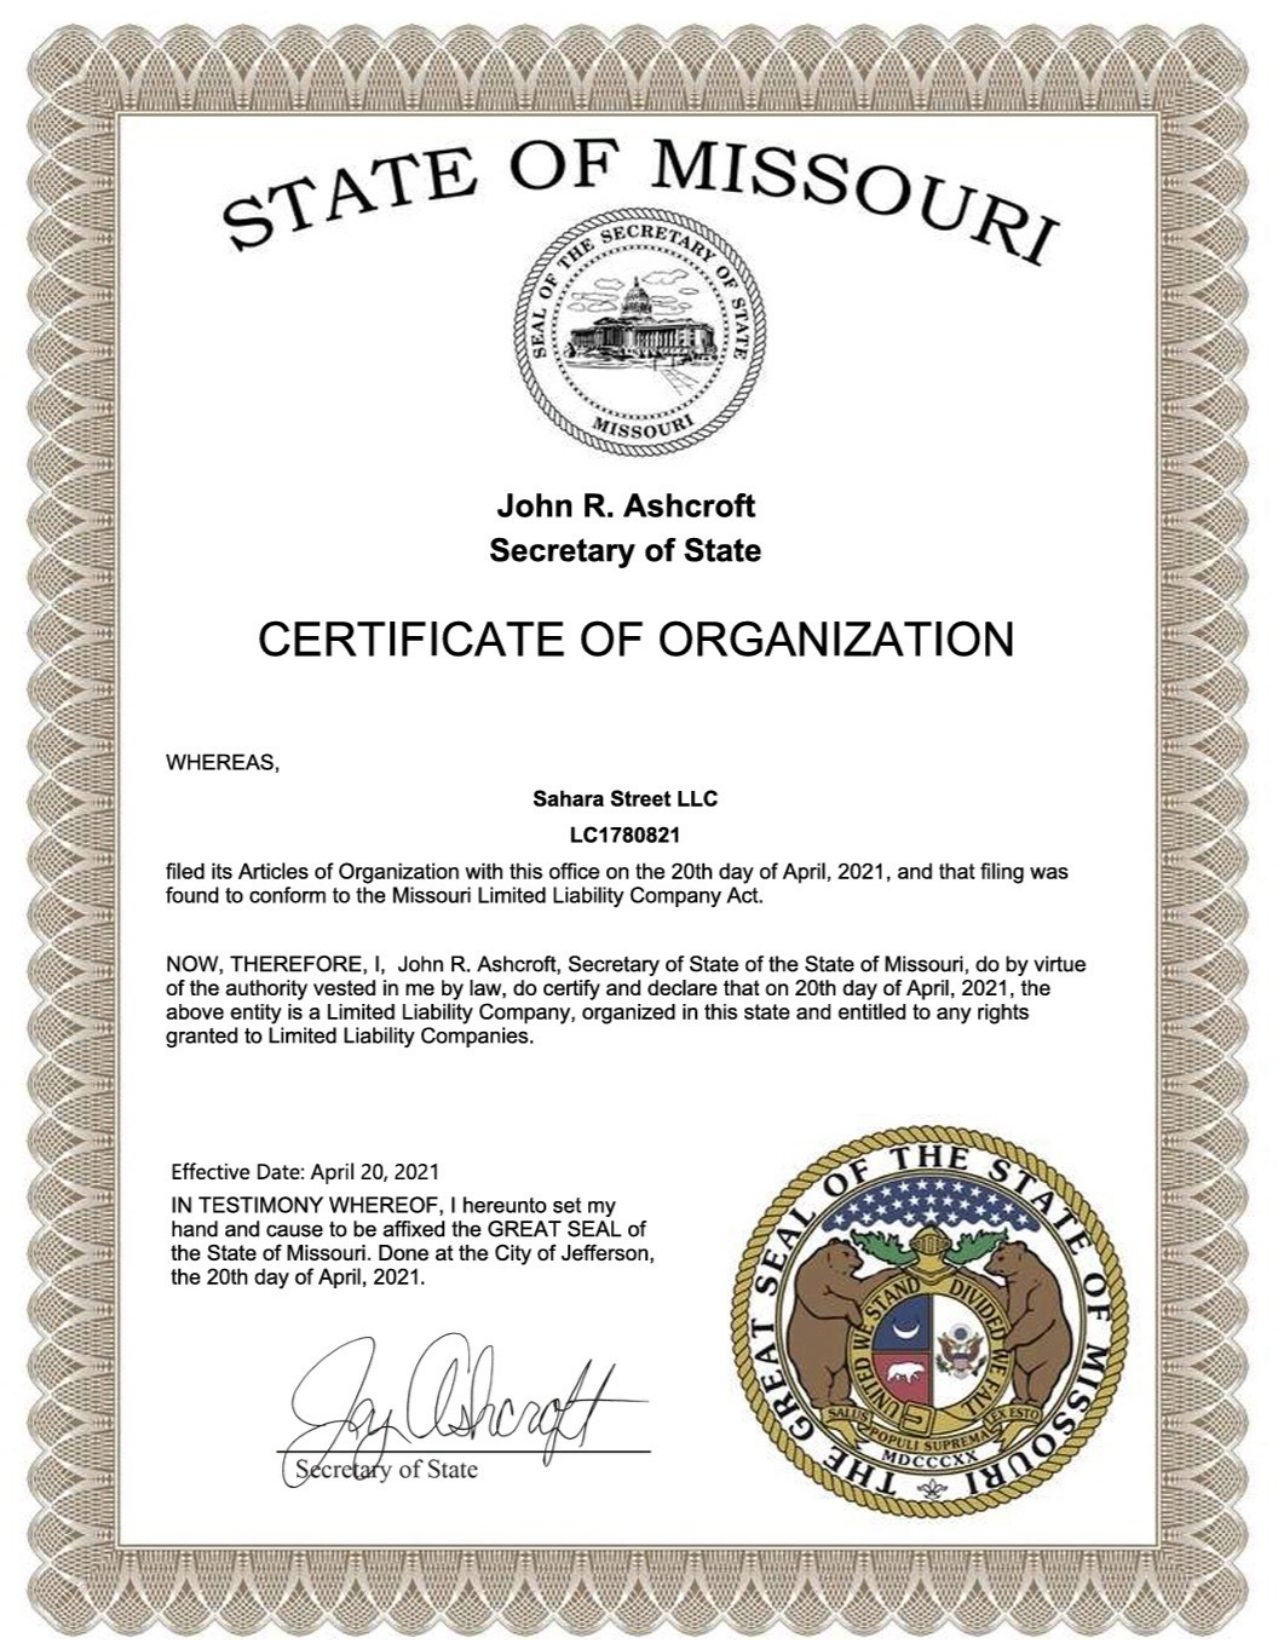 STATE OF MISSOURI
SEAL OF THE SECRETARY OF STATE
MISSOURI
John R. Ashcroft
Secretary of State
CERTIFICATE OF ORGANIZATION
WHEREAS,
Sahara Street LLC
LC1780821
filed its Articles of Organization with this office on the 20th day of April, 2021, and that filing was
found to conform to the Missouri Limited Liability Company Act.
NOW, THEREFORE, I, John R. Ashcroft, Secretary of State of the State of Missouri, do by virtue
of the authority vested in me by law, do certify and declare that on 20th day of April, 2021, the
above entity is a Limited Liability Company, organized in this state and entitled to any rights
granted to Limited Liability Companies.
Effective Date: April 20, 2021
IN TESTIMONY WHEREOF, I hereunto set my
hand and cause to be affixed the GREAT SEAL of
the State of Missouri. Done at the City of Jefferson,
the 20th day of April, 2021.
Jay Ashcroft
Secretary of State
THE GREAT SEAL OF THE STATE OF MISSOURI
UNITED WE STAND DIVIDED WE FALL
SALUS POPULI SUPREMA LEX ESTO
MDCCCXX